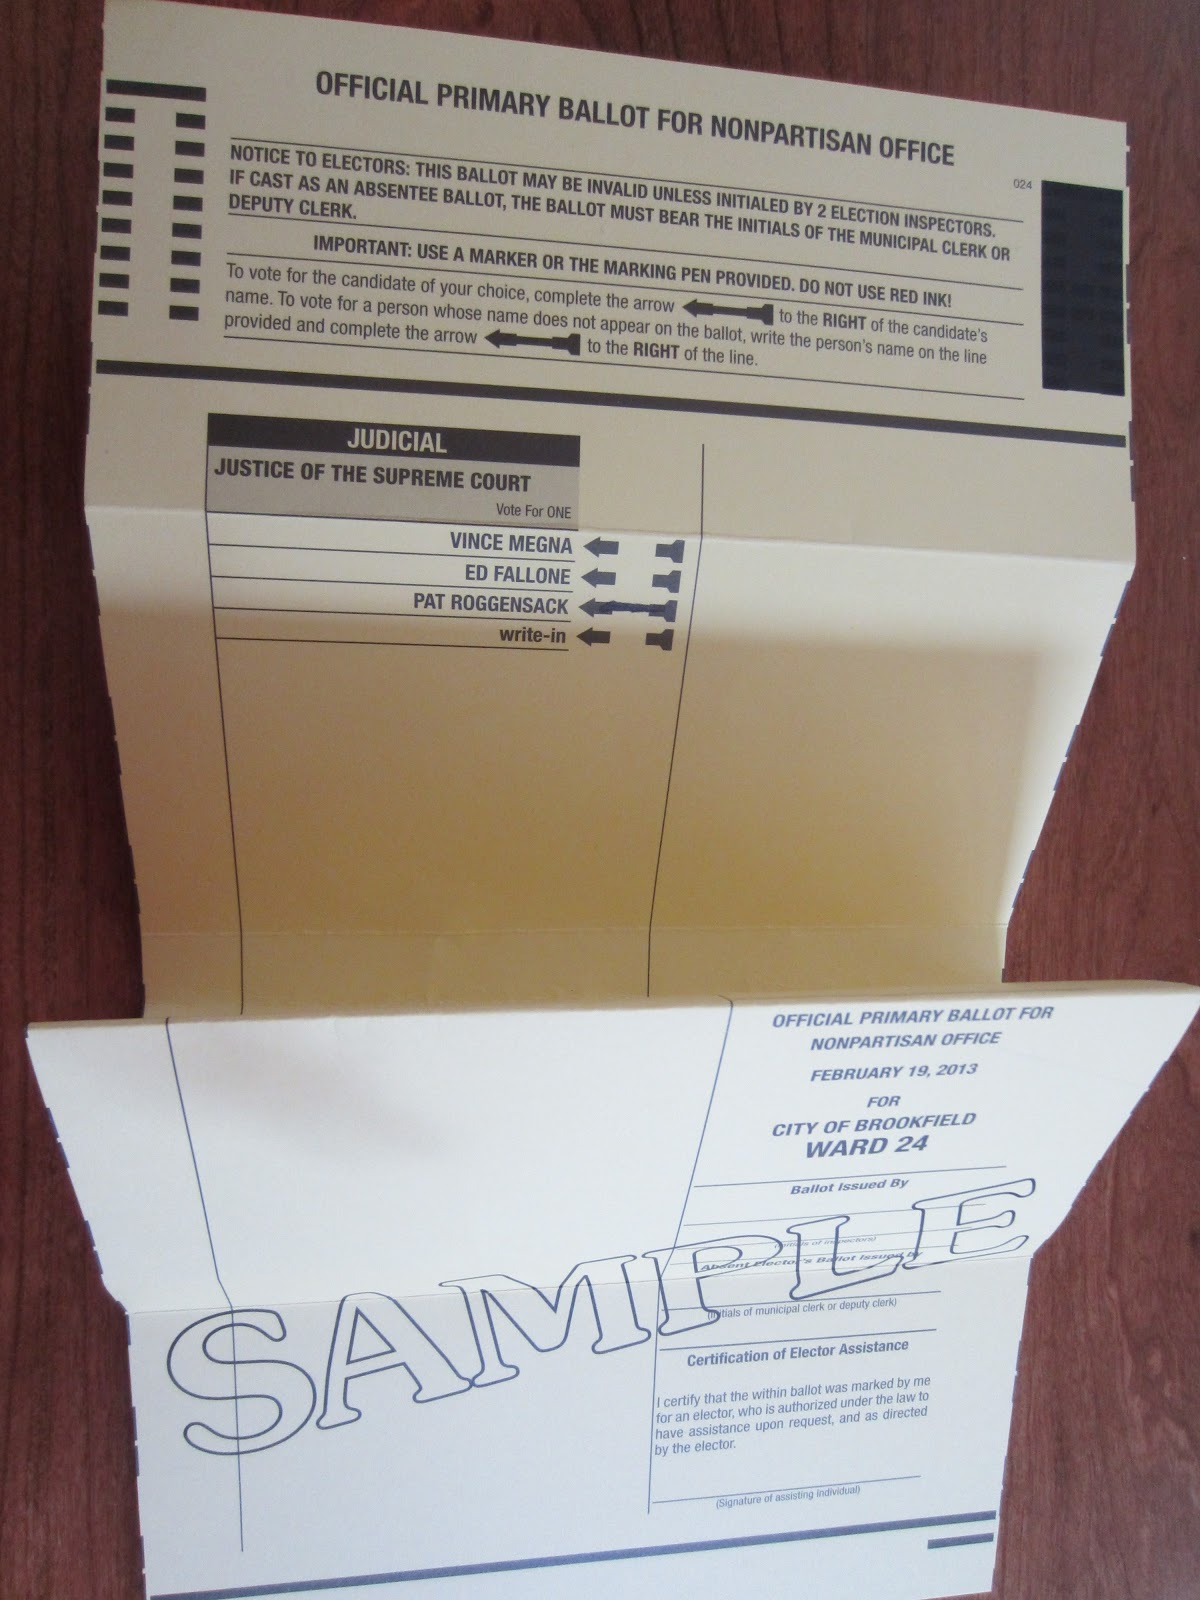 OFFICIAL PRIMARY BALLOT FOR NONPARTISAN OFFICE
024
NOTICE TO ELECTORS: THIS BALLOT MAY BE INVALID UNLESS INITIALED BY 2 ELECTION INSPECTORS.
IF CAST AS AN ABSENTEE BALLOT, THE BALLOT MUST BEAR THE INITIALS OF THE MUNICIPAL CLERK OR
DEPUTY CLERK.
IMPORTANT: USE A MARKER OR THE MARKING PEN PROVIDED. DO NOT USE RED INK!
To vote for the candidate of your choice, complete the arrow to the RIGHT of the candidate's
name. To vote for a person whose name does not appear on the ballot, write the person's name on the line
provided and complete the arrow to the RIGHT of the line.
JUDICIAL
JUSTICE OF THE SUPREME COURT
Vote For ONE
VINCE MEGNA
ED FALLONE
PAT ROGGENSACK
write-in
OFFICIAL PRIMARY BALLOT FOR
NONPARTISAN OFFICE
FEBRUARY 19, 2013
FOR
CITY OF BROOKFIELD
WARD 24
Ballot Issued By
(Initials of inspectors)
Absent Elector's Ballot Issued by
(Initials of municipal clerk or deputy clerk)
SAMPLE
Certification of Elector Assistance
I certify that the within ballot was marked by me
for an elector, who is authorized under the law to
have assistance upon request, and as directed
by the elector.
(Signature of assisting individual)